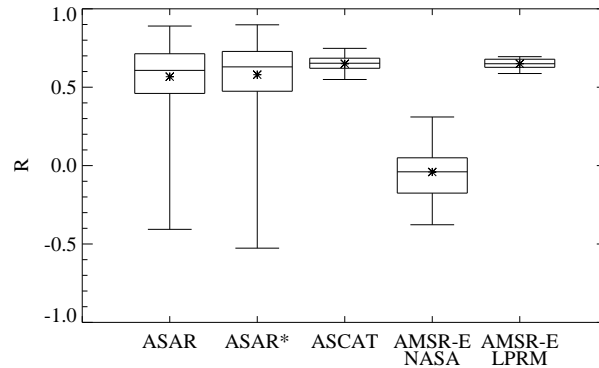 1.0
0.5
0.0
-0.5
-1.0
R
ASAR
ASAR*
ASCAT
AMSR-E
NASA
AMSR-E
LPRM